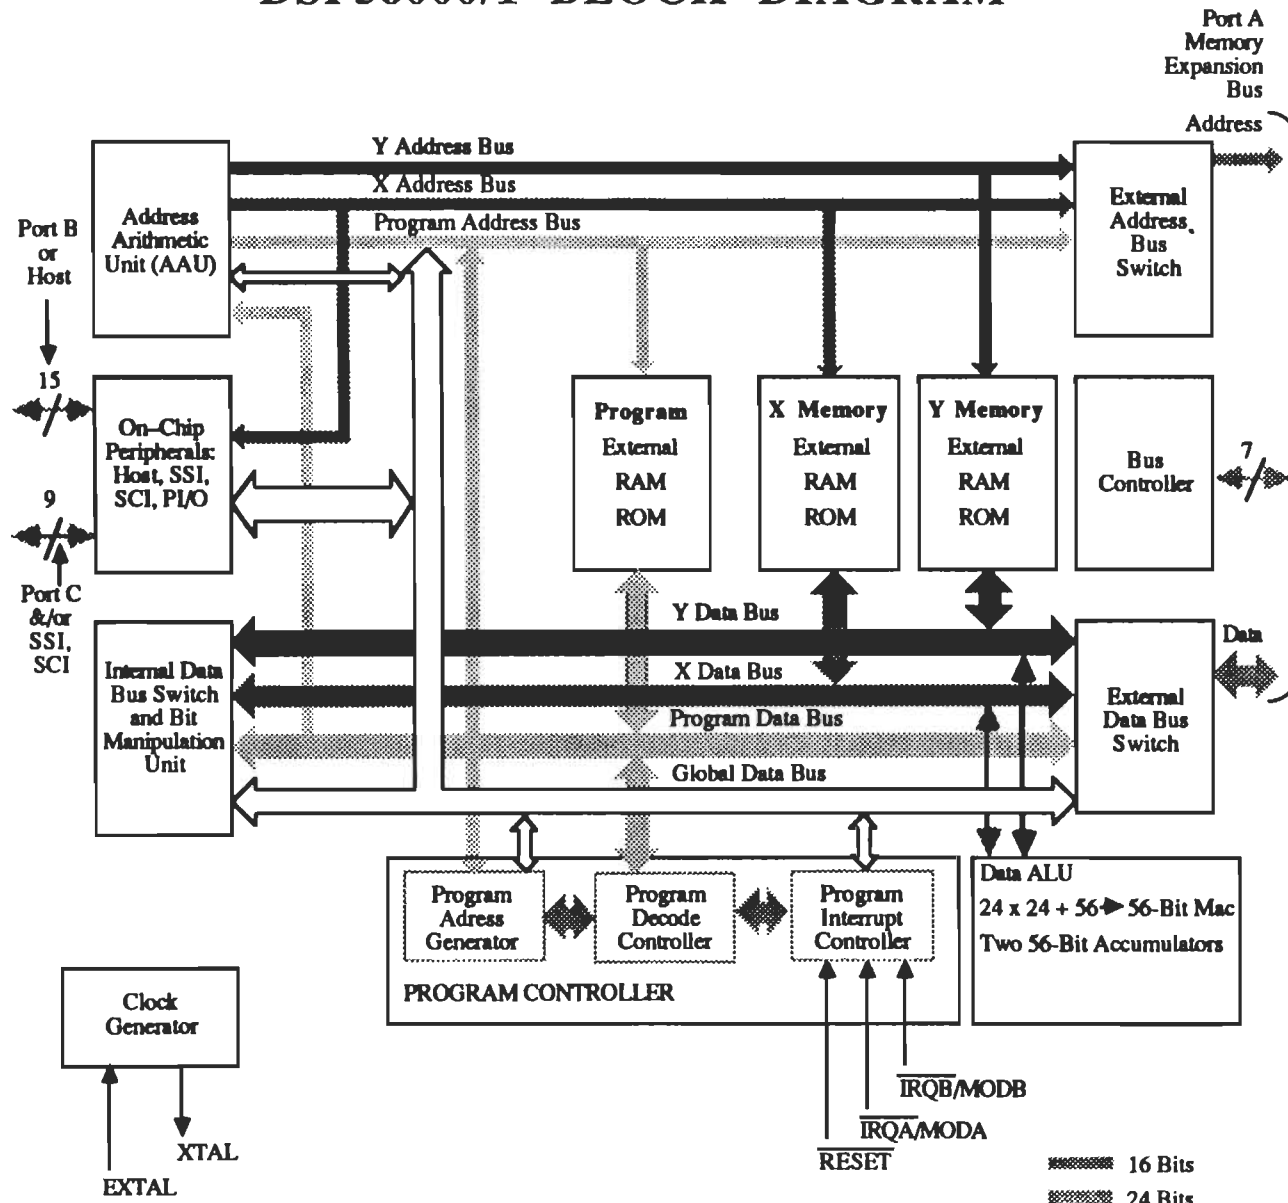 BLOCK DIAGRAM
Port A
Memory
Expansion
Bus
Address
Y Address Bus
X Address Bus
Program Address Bus
Address
Arithmetic
Unit (AAU)
External
Address
Bus
Switch
Port B
or
Host
15
On-Chip
Peripherals:
Host, SSI,
SCI, PI/O
9
Port C
&/or
SSI,
SCI
Program
External
RAM
ROM
X Memory
External
RAM
ROM
Y Memory
External
RAM
ROM
Bus
Controller
7
Y Data Bus
X Data Bus
Program Data Bus
Global Data Bus
Internal Data
Bus Switch
and Bit
Manipulation
Unit
External
Data Bus
Switch
Data
Program
Adress
Generator
Program
Decode
Controller
Program
Interrupt
Controller
PROGRAM CONTROLLER
Data ALU
24 x 24 + 56 56-Bit Mac
Two 56-Bit Accumulators
Clock
Generator
EXTAL
XTAL
IRQB/MODB
IRQA/MODA
RESET
16 Bits
24 Bits